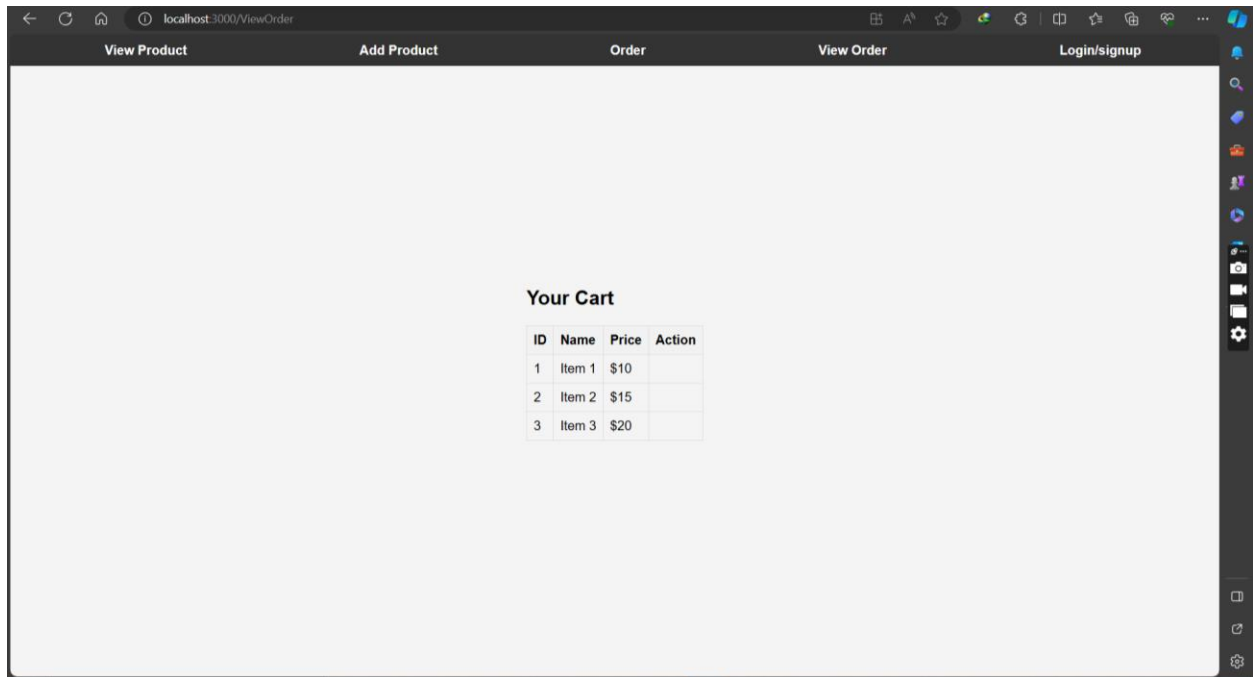 localhost:3000/ViewOrder
View Product Add Product Order View Order Login/signup
Your Cart
ID Name Price Action
1 Item 1 $10
2 Item 2 $15
3 Item 3 $20